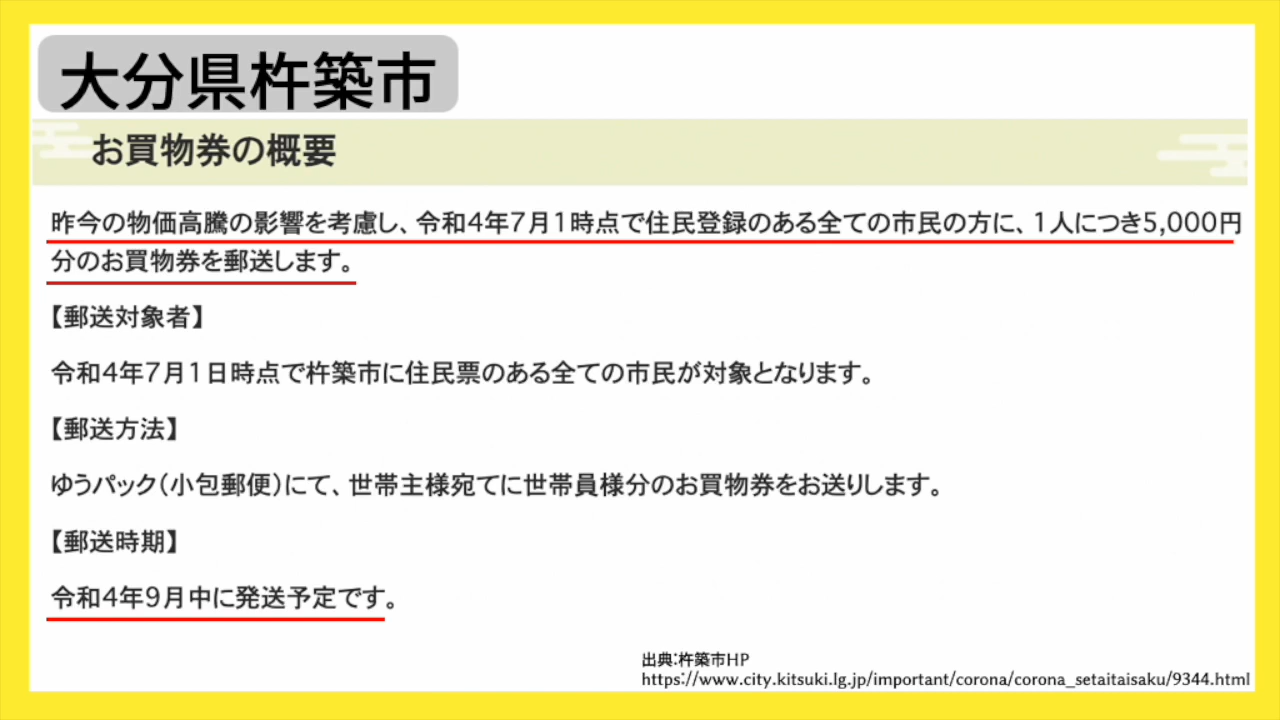 大分県杵築市
お買物券の概要
昨今の物価高騰の影響を考慮し、令和4年7月1時点で住民登録のある全ての市民の方に、1人につき5,000円
分のお買物券を郵送します。
【郵送対象者】
令和4年7月1日時点で杵築市に住民票のある全ての市民が対象となります。
【郵送方法】
ゆうパック(小包郵便)にて、世帯主様宛てに世帯員様分のお買物券をお送りします。
【郵送時期】
令和4年9月中に発送予定です。
出典:杵築市HP
https://www.city.kitsuki.lg.jp/important/corona/corona_setaitaisaku/9344.html